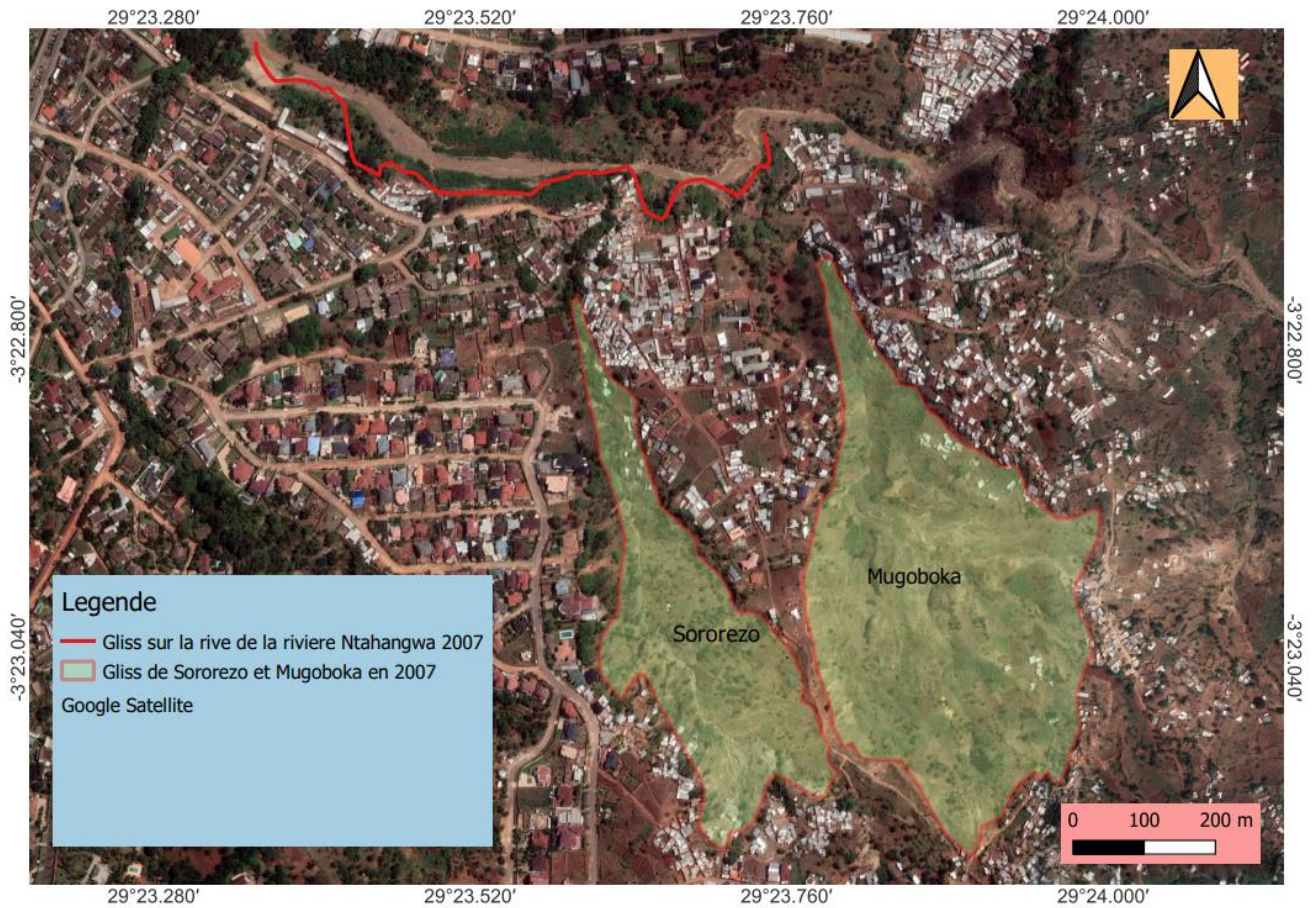 29°23.280′ 29°23.520′ 29°23.760′ 29°24.000′
-3°22.800′ -3°22.800′
Mugoboka
Sororezo
-3°23.040′ -3°23.040′
Legende
Gliss sur la rive de la riviere Ntahangwa 2007
Gliss de Sororezo et Mugoboka en 2007
Google Satellite
0 100 200 m
29°23.280′ 29°23.520′ 29°23.760′ 29°24.000′